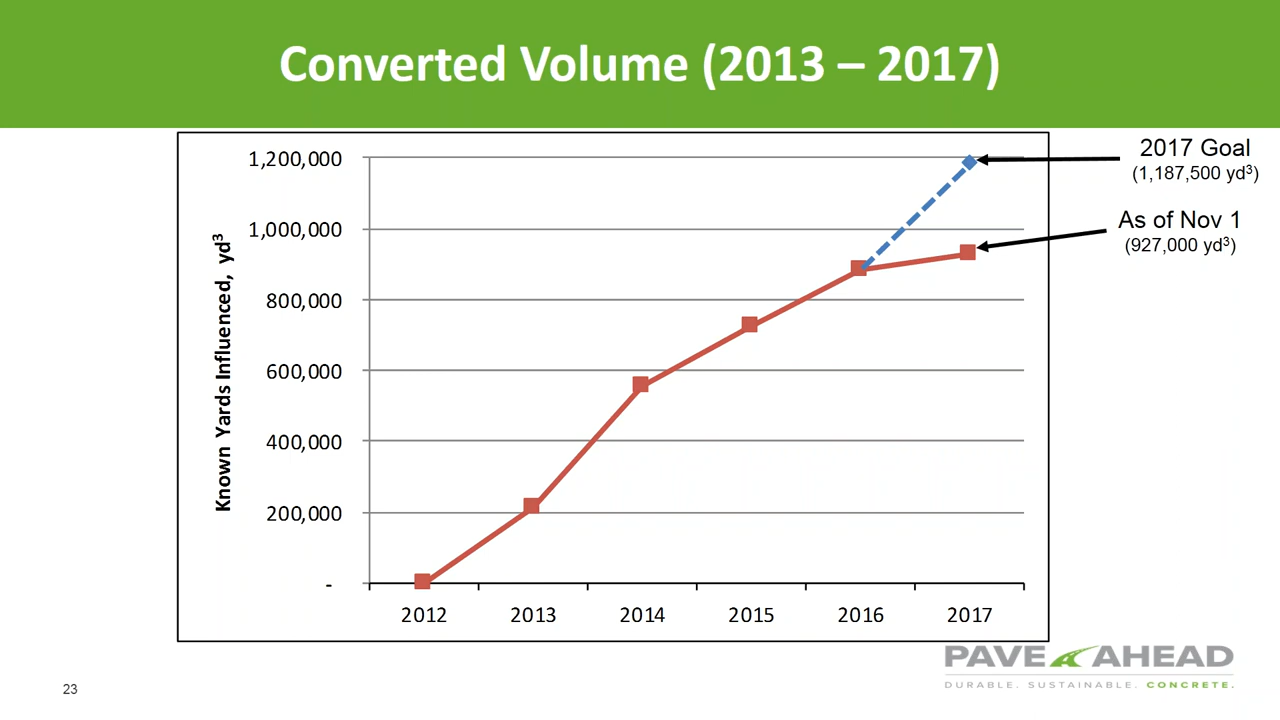 Converted Volume (2013 – 2017)
1,200,000
1,000,000
800,000
600,000
400,000
200,000
-
Known Yards Influenced, yd³
2012 2013 2014 2015 2016 2017
2017 Goal
(1,187,500 yd³)
As of Nov 1
(927,000 yd³)
PAVE AHEAD
DURABLE. SUSTAINABLE. CONCRETE.
23